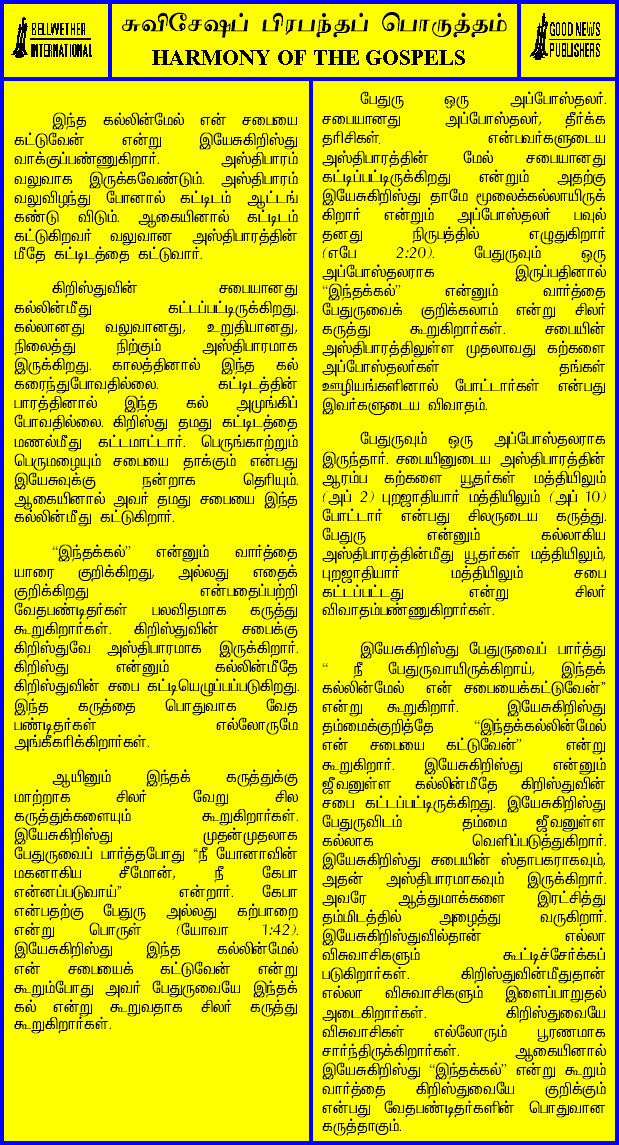 BELLWETHER
INTERNATIONAL
சுவிசேஷப் பிரபந்தப் பொருத்தம்
HARMONY OF THE GOSPELS
GOOD NEWS
PUBLISHERS
இந்த கல்லின்மேல் என் சபையை
கட்டுவேன் என்று இயேசுகிறிஸ்து
வாக்குப்பண்ணுகிறார். அஸ்திபாரம்
வலுவாக இருக்கவேண்டும். அஸ்திபாரம்
வலுவிழந்து போனால் கட்டிடம் ஆட்டங்
கண்டு விடும். ஆகையினால் கட்டிடம்
கட்டுகிறவர் வலுவான அஸ்திபாரத்தின்
மீதே கட்டிடத்தை கட்டுவார்.
கிறிஸ்துவின் சபையானது
கல்லின்மீது கட்டப்பட்டிருக்கிறது.
கல்லானது வலுவானது, உறுதியானது,
நிலைத்து நிற்கும் அஸ்திபாரமாக
இருக்கிறது. காலத்தினால் இந்த கல்
கரைந்துபோவதில்லை. கட்டிடத்தின்
பாரத்தினால் இந்த கல் அமுங்கிப்
போவதில்லை. கிறிஸ்து தமது கட்டிடத்தை
மணல்மீது கட்டமாட்டார். பெருங்காற்றும்
பெருமழையும் சபையை தாக்கும் என்பது
இயேசுவுக்கு நன்றாக தெரியும்.
ஆகையினால் அவர் தமது சபையை இந்த
கல்லின்மீது கட்டுகிறார்.
“இந்தக்கல்” என்னும் வார்த்தை
யாரை குறிக்கிறது, அல்லது எதைக்
குறிக்கிறது என்பதைப்பற்றி
வேதபண்டிதர்கள் பலவிதமாக கருத்து
கூறுகிறார்கள். கிறிஸ்துவின் சபைக்கு
கிறிஸ்துவே அஸ்திபாரமாக இருக்கிறார்.
கிறிஸ்து என்னும் கல்லின்மீதே
கிறிஸ்துவின் சபை கட்டியெழுப்பப்படுகிறது.
இந்த கருத்தை பொதுவாக வேத
பண்டிதர்கள் எல்லோருமே
அங்கீகரிக்கிறார்கள்.
ஆயினும் இந்தக் கருத்துக்கு
மாற்றாக சிலர் வேறு சில
கருத்துக்களையும் கூறுகிறார்கள்.
இயேசுகிறிஸ்து முதன்முதலாக
பேதுருவைப் பார்த்தபோது “நீ யோனாவின்
மகனாகிய சீமோன், நீ கேபா
என்னப்படுவாய்” என்றார். கேபா
என்பதற்கு பேதுரு அல்லது கற்பாறை
என்று பொருள் (யோவா 1:42).
இயேசுகிறிஸ்து இந்த கல்லின்மேல்
என் சபையைக் கட்டுவேன் என்று
கூறும்போது அவர் பேதுருவையே இந்தக்
கல் என்று கூறுவதாக சிலர் கருத்து
கூறுகிறார்கள்.
பேதுரு ஒரு அப்போஸ்தலர்.
சபையானது அப்போஸ்தலர், தீர்க்க
தரிசிகள். என்பவர்களுடைய
அஸ்திபாரத்தின் மேல் சபையானது
கட்டிப்பட்டிருக்கிறது என்றும் அதற்கு
இயேசுகிறிஸ்து தாமே மூலைக்கல்லாயிருக்
கிறார் என்றும் அப்போஸ்தலர் பவுல்
தனது நிருபத்தில் எழுதுகிறார்
(எபே 2:20). பேதுருவும் ஒரு
அப்போஸ்தலராக இருப்பதினால்
“இந்தக்கல்” என்னும் வார்த்தை
பேதுருவைக் குறிக்கலாம் என்று சிலர்
கருத்து கூறுகிறார்கள். சபையின்
அஸ்திபாரத்திலுள்ள முதலாவது கற்களை
அப்போஸ்தலர்கள் தங்கள்
ஊழியங்களினால் போட்டார்கள் என்பது
இவர்களுடைய விவாதம்.
பேதுருவும் ஒரு அப்போஸ்தலராக
இருந்தார். சபையினுடைய அஸ்திபாரத்தின்
ஆரம்ப கற்களை யூதர்கள் மத்தியிலும்
(அப் 2) புறஜாதியார் மத்தியிலும் (அப் 10)
போட்டார் என்பது சிலருடைய கருத்து.
பேதுரு என்னும் கல்லாகிய
அஸ்திபாரத்தின்மீது யூதர்கள் மத்தியிலும்,
புறஜாதியார் மத்தியிலும் சபை
கட்டப்பட்டது என்று சிலர்
விவாதம்பண்ணுகிறார்கள்.
இயேசுகிறிஸ்து பேதுருவைப் பார்த்து
“ நீ பேதுருவாயிருக்கிறாய், இந்தக்
கல்லின்மேல் என் சபையைக்கட்டுவேன்”
என்று கூறுகிறார். இயேசுகிறிஸ்து
தம்மைக்குறித்தே “இந்தக்கல்லின்மேல்
என் சபையை கட்டுவேன்” என்று
கூறுகிறார். இயேசுகிறிஸ்து என்னும்
ஜீவனுள்ள கல்லின்மீதே கிறிஸ்துவின்
சபை கட்டப்பட்டிருக்கிறது. இயேசுகிறிஸ்து
பேதுருவிடம் தம்மை ஜீவனுள்ள
கல்லாக வெளிப்படுத்துகிறார்.
இயேசுகிறிஸ்து சபையின் ஸ்தாபகராகவும்,
அதன் அஸ்திபாரமாகவும் இருக்கிறார்.
அவரே ஆத்துமாக்களை இரட்சித்து
தம்மிடத்தில் அழைத்து வருகிறார்.
இயேசுகிறிஸ்துவில்தான் எல்லா
விசுவாசிகளும் கூட்டிச்சேர்க்கப்
படுகிறார்கள். கிறிஸ்துவின்மீதுதான்
எல்லா விசுவாசிகளும் இளைப்பாறுதல்
அடைகிறார்கள். கிறிஸ்துவையே
விசுவாசிகள் எல்லோரும் பூரணமாக
சார்ந்திருக்கிறார்கள். ஆகையினால்
இயேசுகிறிஸ்து “இந்தக்கல்” என்று கூறும்
வார்த்தை கிறிஸ்துவையே குறிக்கும்
என்பது வேதபண்டிதர்களின் பொதுவான
கருத்தாகும்.